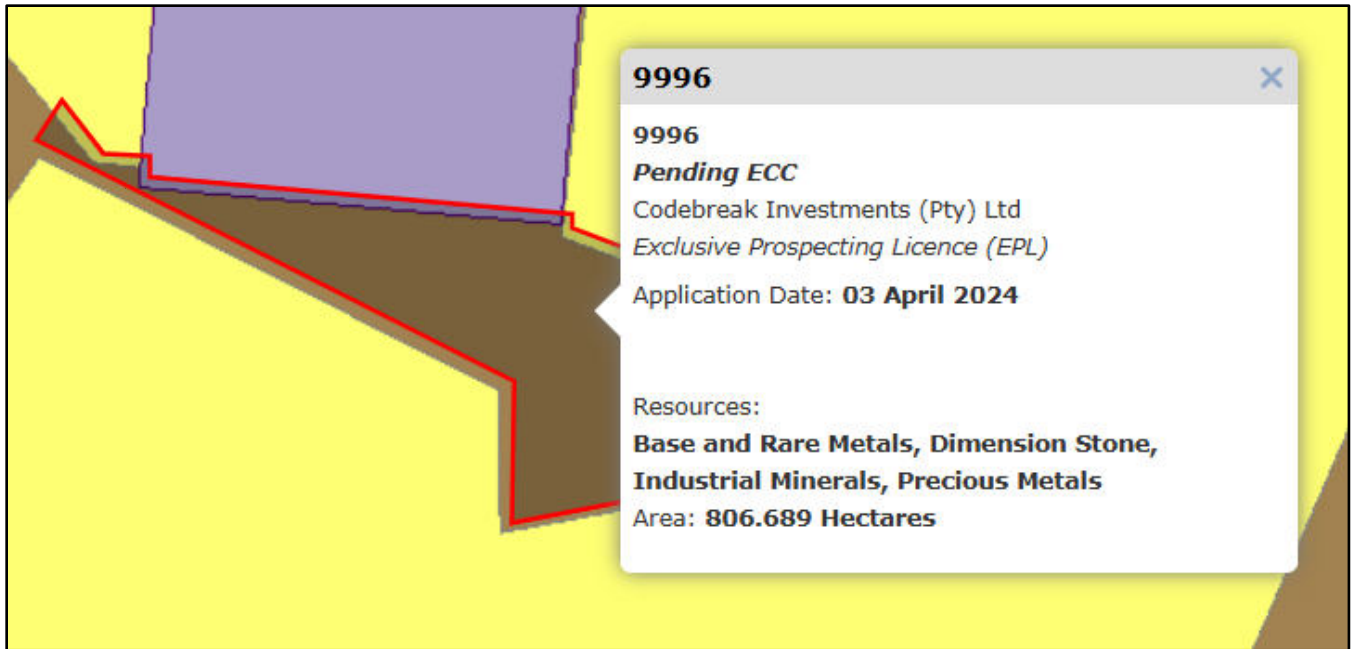 9996
9996
Pending ECC
Codebreak Investments (Pty) Ltd
Exclusive Prospecting Licence (EPL)
Application Date: 03 April 2024
Resources:
Base and Rare Metals, Dimension Stone,
Industrial Minerals, Precious Metals
Area: 806.689 Hectares